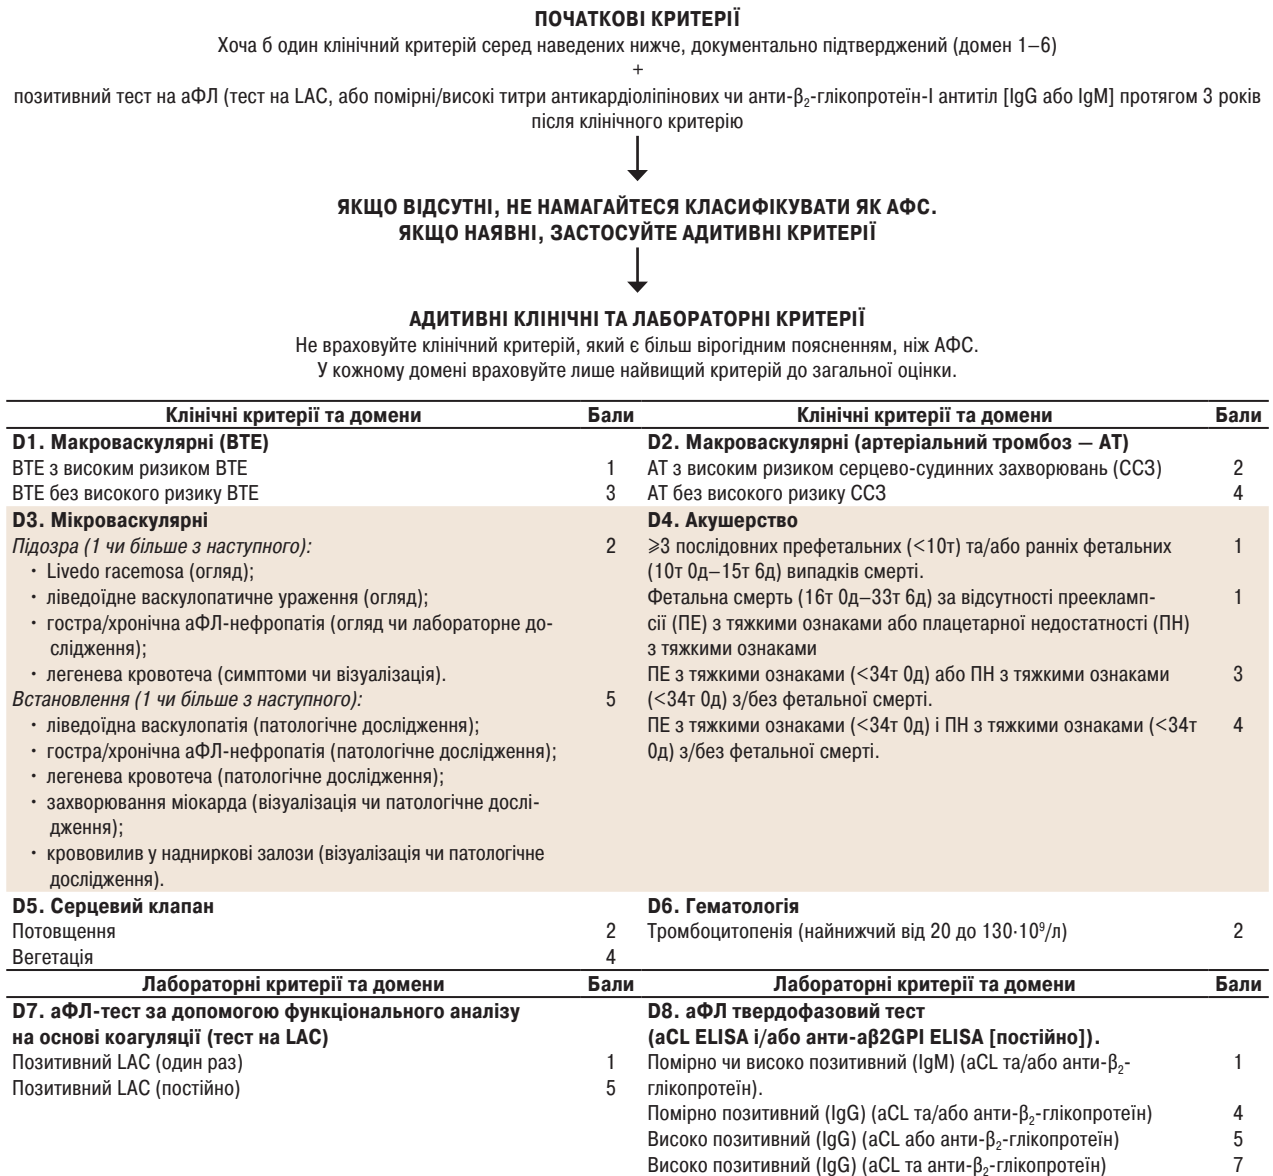 ПОЧАТКОВІ КРИТЕРІЇ
Хоча б один клінічний критерій серед наведених нижче, документально підтверджений (домен 1–6)
+
позитивний тест на аФЛ (тест на LAC, або помірні/високі титри антикардіоліпінових чи анти-β₂-глікопротеїн-I антитіл [IgG або IgM] протягом 3 років
після клінічного критерію
ЯКЩО ВІДСУТНІ, НЕ НАМАГАЙТЕСЯ КЛАСИФІКУВАТИ ЯК АФС.
ЯКЩО НАЯВНІ, ЗАСТОСУЙТЕ АДИТИВНІ КРИТЕРІЇ
АДИТИВНІ КЛІНІЧНІ ТА ЛАБОРАТОРНІ КРИТЕРІЇ
Не враховуйте клінічний критерій, який є більш вірогідним поясненням, ніж АФС.
У кожному домені враховуйте лише найвищий критерій до загальної оцінки.
Клінічні критерії та домени Бали Клінічні критерії та домени Бали
D1. Макроваскулярні (ВТЕ)
ВТЕ з високим ризиком ВТЕ 1
ВТЕ без високого ризику ВТЕ 3
D2. Макроваскулярні (артеріальний тромбоз — АТ)
АТ з високим ризиком серцево-судинних захворювань (ССЗ) 2
АТ без високого ризику ССЗ 4
D3. Мікроваскулярні
Підозра (1 чи більше з наступного): 2
• Livedo racemosa (огляд);
• ліведоїдне васкулопатичне ураження (огляд);
• гостра/хронічна аФЛ-нефропатія (огляд чи лабораторне до-
слідження);
• легенева кровотеча (симптоми чи візуалізація).
Встановлення (1 чи більше з наступного): 5
• ліведоїдна васкулопатія (патологічне дослідження);
• гостра/хронічна аФЛ-нефропатія (патологічне дослідження);
• легенева кровотеча (патологічне дослідження);
• захворювання міокарда (візуалізація чи патологічне дослі-
дження);
• крововилив у надниркові залози (візуалізація чи патологічне
дослідження).
D4. Акушерство
⩾3 послідовних префетальних (<10т) та/або ранніх фетальних 1
(10т 0д–15т 6д) випадків смерті.
Фетальна смерть (16т 0д–33т 6д) за відсутності прееклamп- 1
сії (ПЕ) з тяжкими ознаками або плацетарної недостатності (ПН)
з тяжкими ознаками
ПЕ з тяжкими ознаками (<34т 0д) або ПН з тяжкими ознаками 3
(<34т 0д) з/без фетальної смерті.
ПЕ з тяжкими ознаками (<34т 0д) і ПН з тяжкими ознаками (<34т 4
0д) з/без фетальної смерті.
D5. Серцевий клапан
Потовщення 2
Вегетація 4
D6. Гематологія
Тромбоцитопенія (найнижчий від 20 до 130·10⁹/л) 2
Лабораторні критерії та домени Бали Лабораторні критерії та домени Бали
D7. аФЛ-тест за допомогою функціонального аналізу
на основі коагуляції (тест на LAC)
Позитивний LAC (один раз) 1
Позитивний LAC (постійно) 5
D8. аФЛ твердофазовий тест
(aCL ELISA і/або анти-aβ2GPI ELISA [постійно]).
Помірно чи високо позитивний (IgM) (aCL та/або анти-β₂- 1
глікопротеїн).
Помірно позитивний (IgG) (aCL та/або анти-β₂-глікопротеїн) 4
Високо позитивний (IgG) (aCL або анти-β₂-глікопротеїн) 5
Високо позитивний (IgG) (aCL та анти-β₂-глікопротеїн) 7